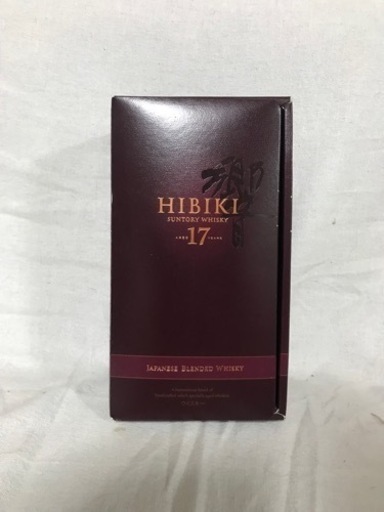 響
HIBIKI
SUNTORY WHISKY
AGED 17 YEARS
JAPANESE BLENDED WHISKY